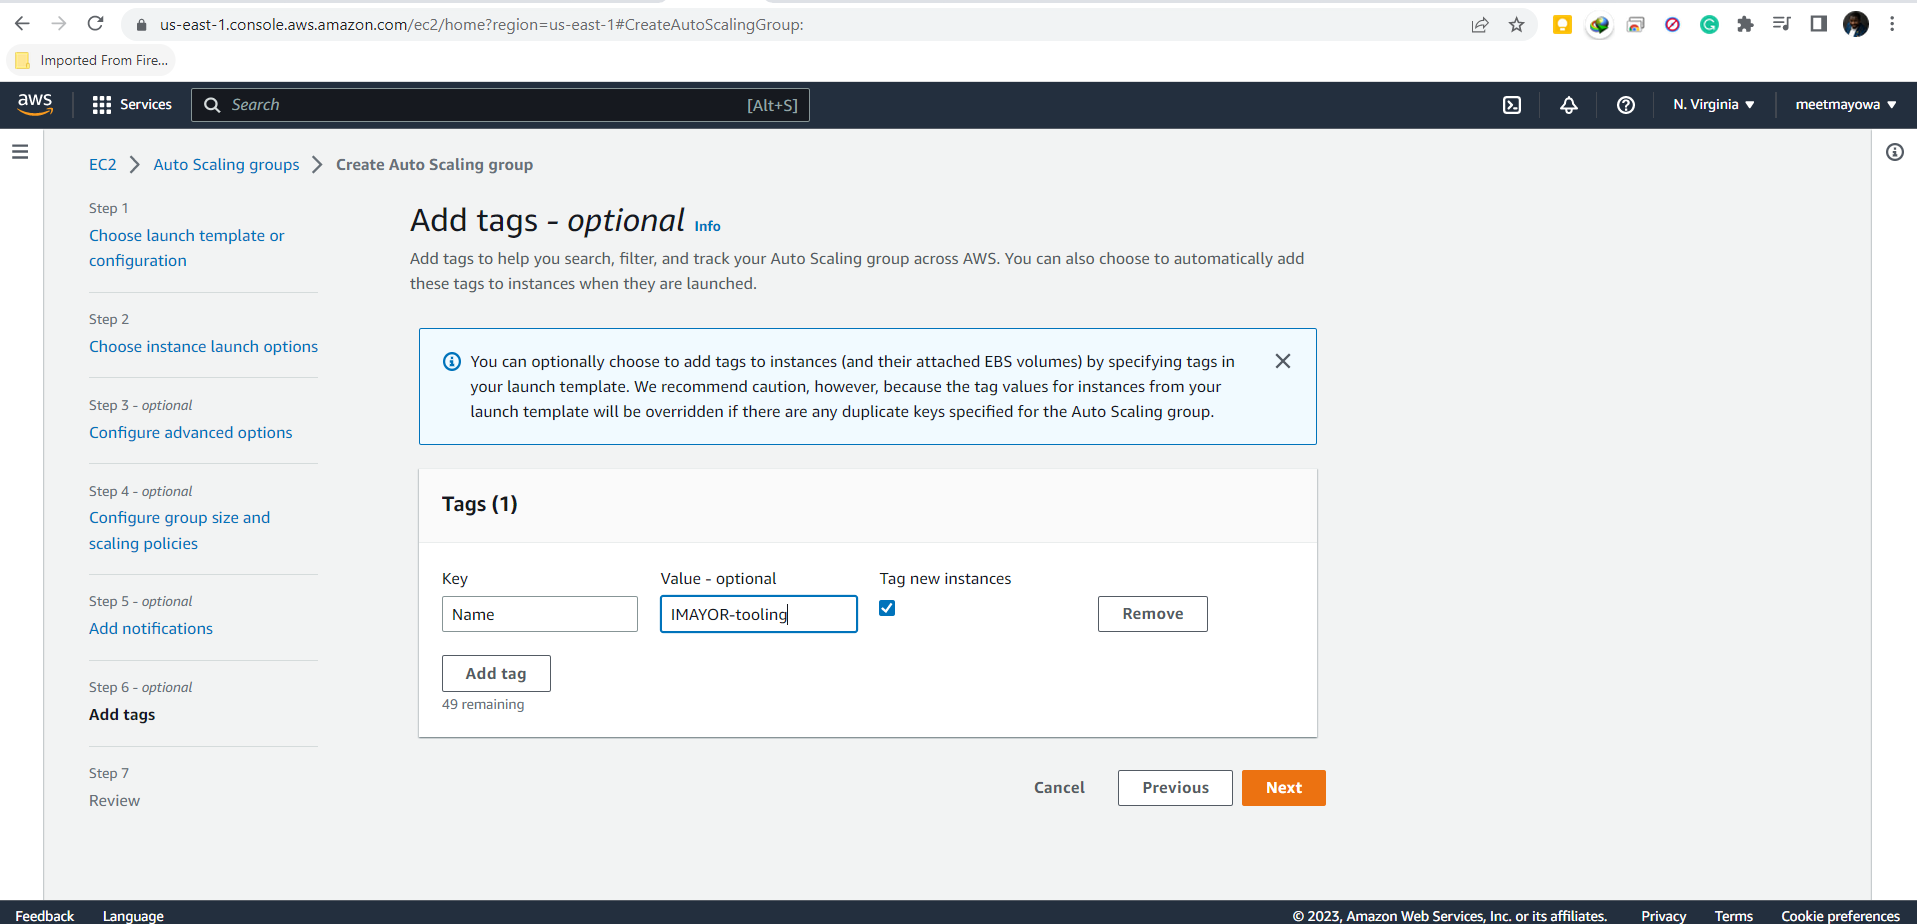 us-east-1.console.aws.amazon.com/ec2/home?region=us-east-1#CreateAutoScalingGroup:
Imported From Fire...
aws
Services
Search
[Alt+S]
N. Virginia
meetmayowa
EC2
Auto Scaling groups
Create Auto Scaling group
Step 1
Choose launch template or
configuration
Step 2
Choose instance launch options
Step 3 - optional
Configure advanced options
Step 4 - optional
Configure group size and
scaling policies
Step 5 - optional
Add notifications
Step 6 - optional
Add tags
Step 7
Review
Add tags - optional Info
Add tags to help you search, filter, and track your Auto Scaling group across AWS. You can also choose to automatically add
these tags to instances when they are launched.
You can optionally choose to add tags to instances (and their attached EBS volumes) by specifying tags in
your launch template. We recommend caution, however, because the tag values for instances from your
launch template will be overridden if there are any duplicate keys specified for the Auto Scaling group.
Tags (1)
Key
Value - optional
Tag new instances
Name
IMAYOR-tooling
Remove
Add tag
49 remaining
Cancel
Previous
Next
Feedback
Language
© 2023, Amazon Web Services, Inc. or its affiliates.
Privacy
Terms
Cookie preferences